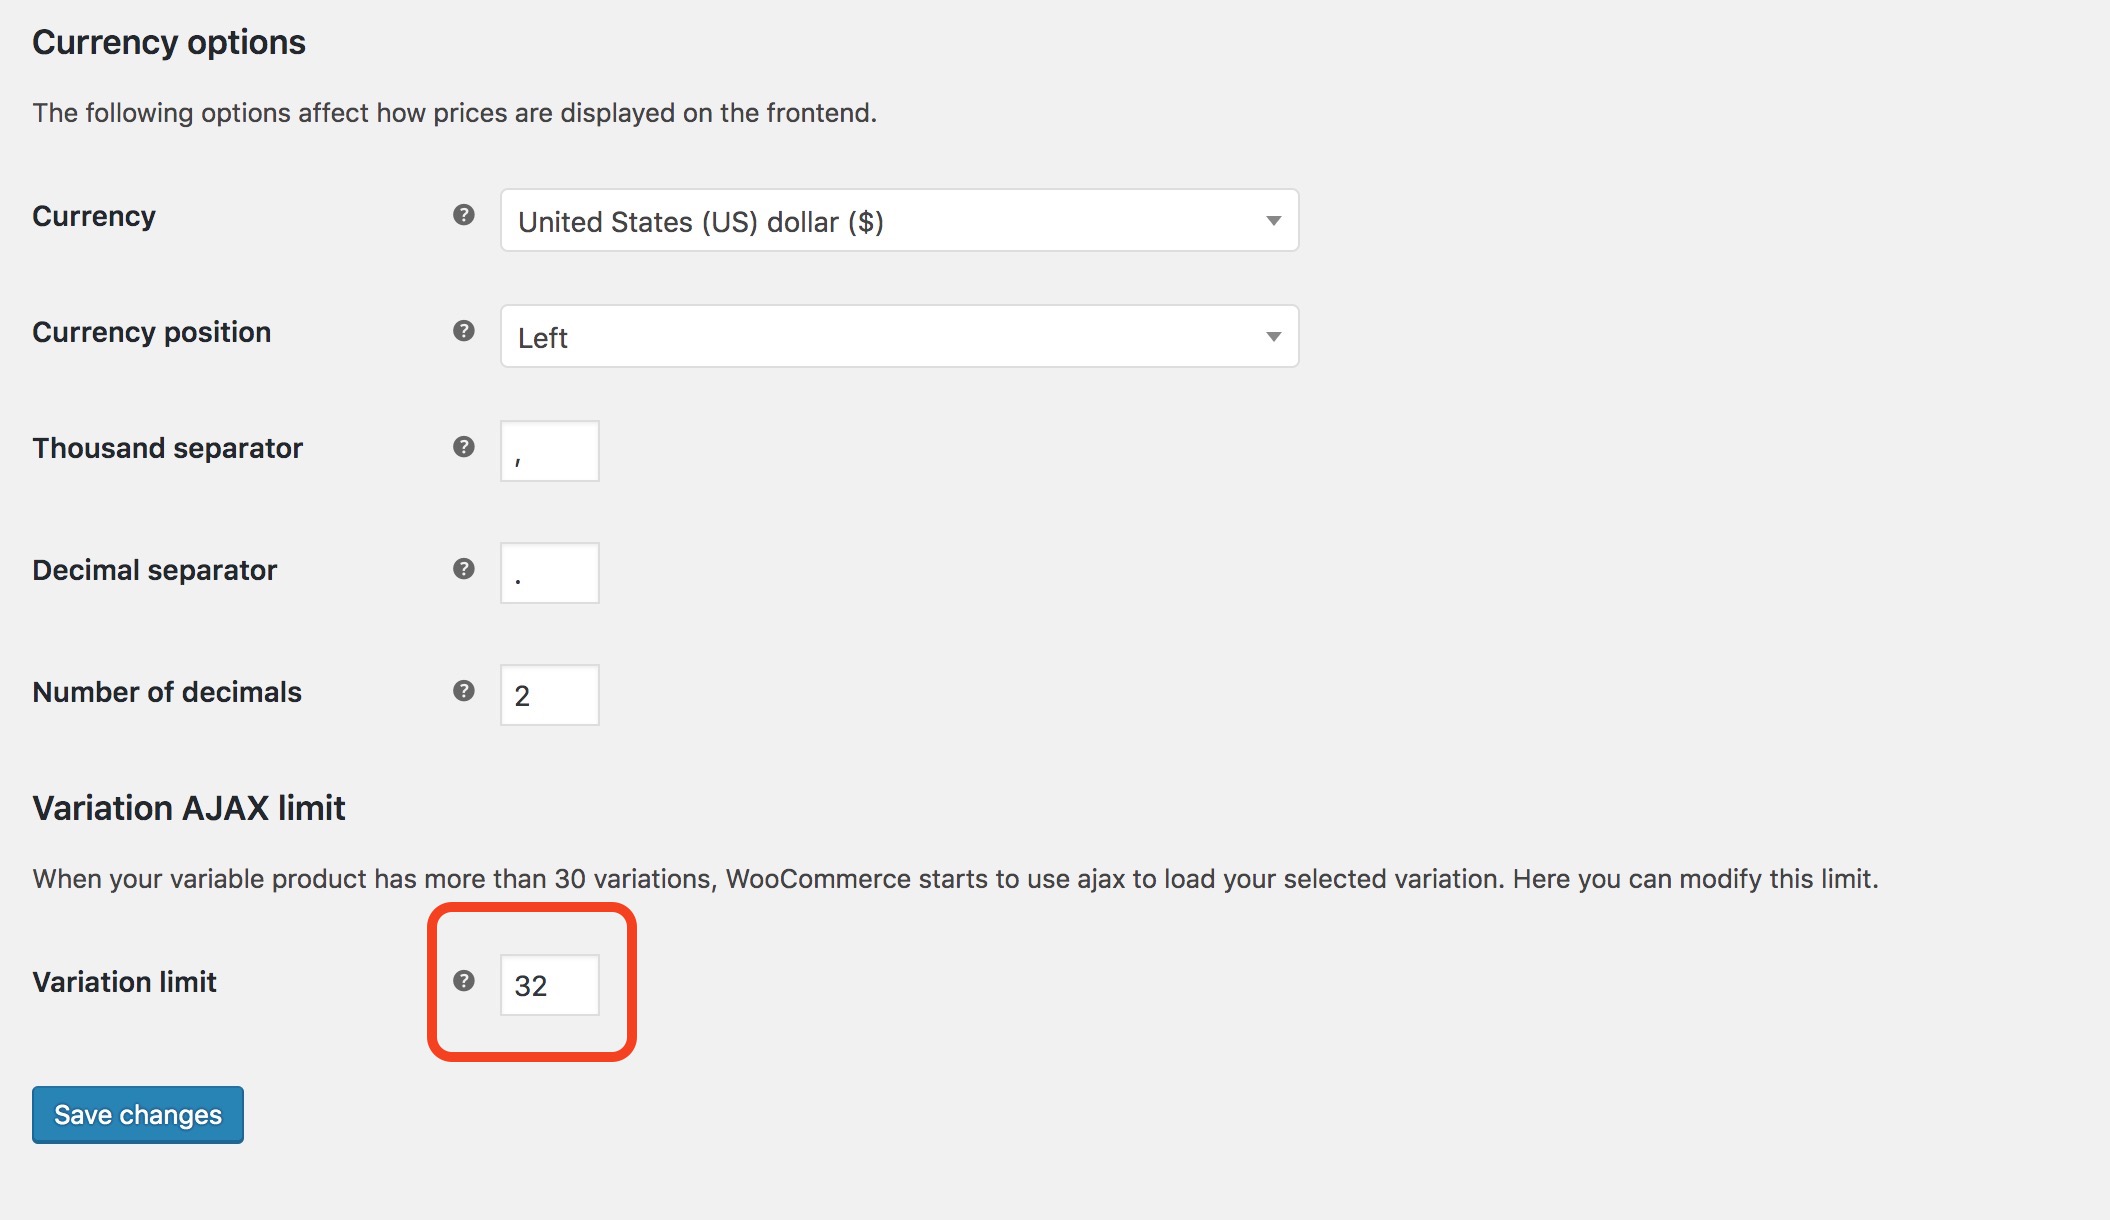 Currency options
The following options affect how prices are displayed on the frontend.
Currency ? United States (US) dollar ($)
Currency position ? Left
Thousand separator ? ,
Decimal separator ? .
Number of decimals ? 2
Variation AJAX limit
When your variable product has more than 30 variations, WooCommerce starts to use ajax to load your selected variation. Here you can modify this limit.
Variation limit ? 32
Save changes